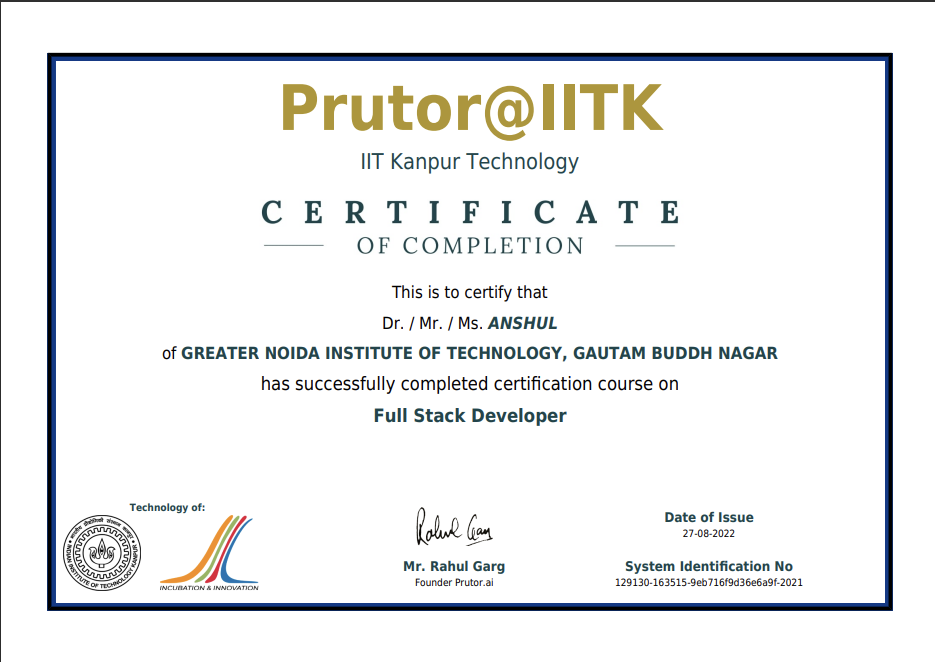 Prutor@IITK
IIT Kanpur Technology
CERTIFICATE
OF COMPLETION
This is to certify that
Dr. / Mr. / Ms. ANSHUL
of GREATER NOIDA INSTITUTE OF TECHNOLOGY, GAUTAM BUDDH NAGAR
has successfully completed certification course on
Full Stack Developer
Technology of:
भारतीय प्रौद्योगिकी संस्थान कानपुर
INDIAN INSTITUTE OF TECHNOLOGY KANPUR
INCUBATION & INNOVATION
Rahul Garg
Mr. Rahul Garg
Founder Prutor.ai
Date of Issue
27-08-2022
System Identification No
129130-163515-9eb716f9d36e6a9f-2021